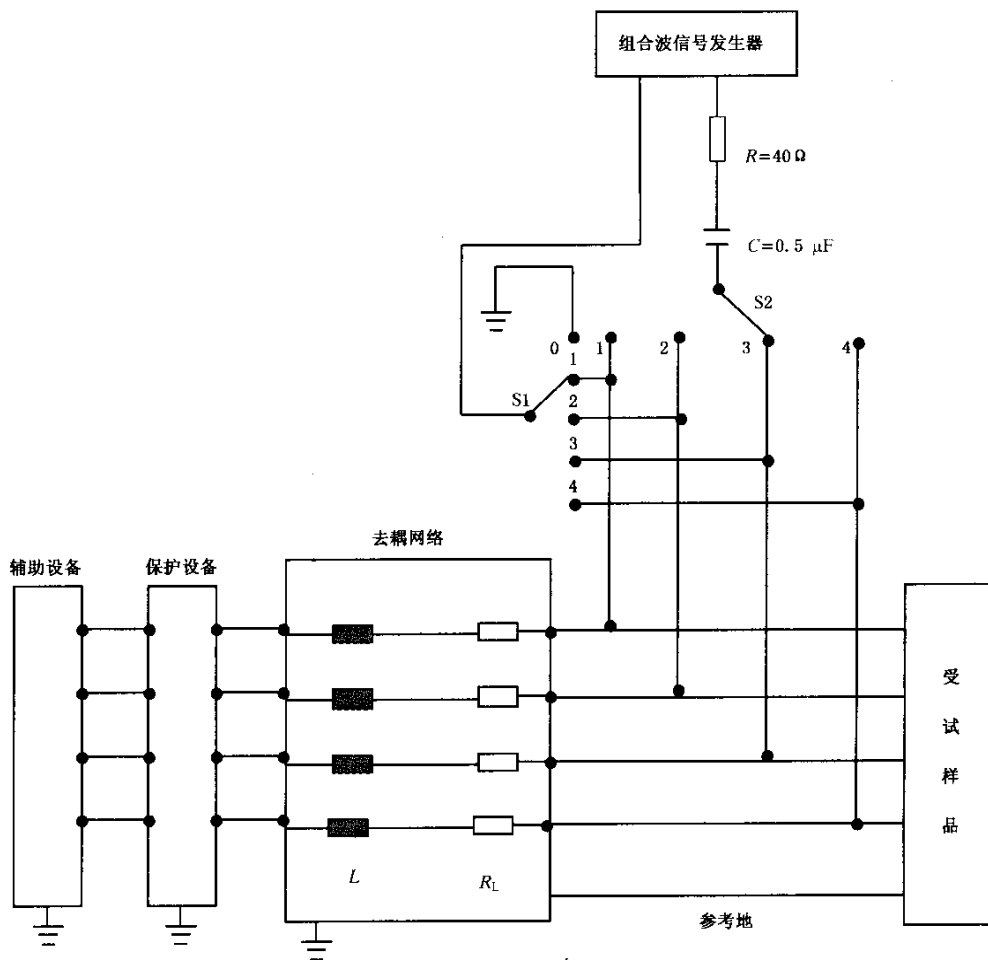 组合波信号发生器
R=40 Ω
C=0.5 μF
S2
0
1
2
3
4
1
S1
2
3
4
去耦网络
辅助设备
保护设备
受试样品
L
RL
参考地